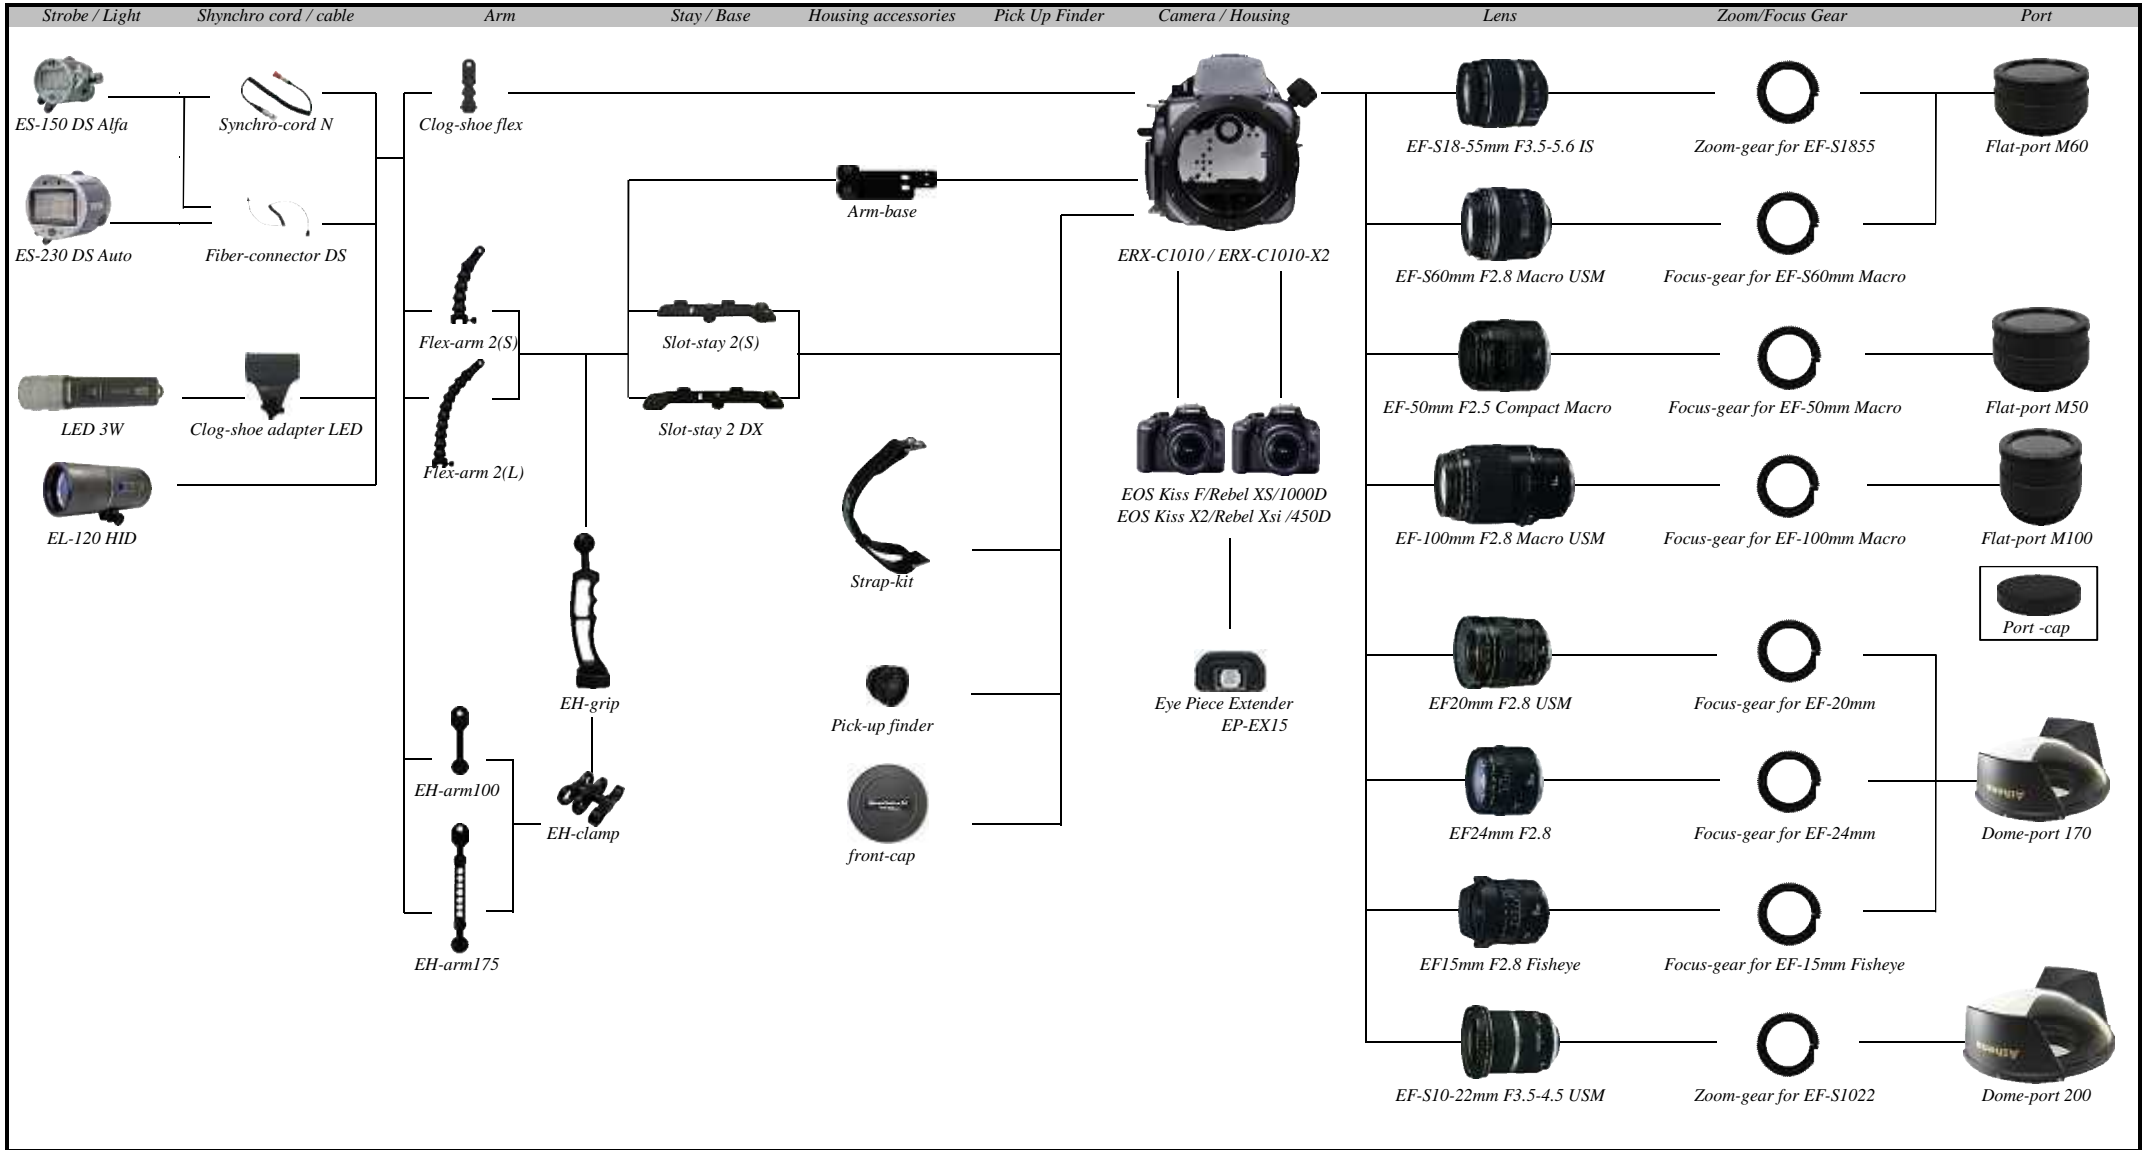 Strobe / Light
Shynchro cord / cable
Arm
Stay / Base
Housing accessories
Pick Up Finder
Camera / Housing
Lens
Zoom/Focus Gear
Port
ES-150 DS Alfa
Synchro-cord N
Clog-shoe flex
EF-S18-55mm F3.5-5.6 IS
Zoom-gear for EF-S1855
Flat-port M60
Arm-base
ES-230 DS Auto
Fiber-connector DS
ERX-C1010 / ERX-C1010-X2
EF-S60mm F2.8 Macro USM
Focus-gear for EF-S60mm Macro
Flex-arm 2(S)
Slot-stay 2(S)
EF-50mm F2.5 Compact Macro
Focus-gear for EF-50mm Macro
Flat-port M50
LED 3W
Clog-shoe adapter LED
Slot-stay 2 DX
Flex-arm 2(L)
EOS Kiss F/Rebel XS/1000D
EOS Kiss X2/Rebel Xsi /450D
EL-120 HID
EF-100mm F2.8 Macro USM
Focus-gear for EF-100mm Macro
Flat-port M100
Strap-kit
Port -cap
EH-grip
Eye Piece Extender
EP-EX15
EF20mm F2.8 USM
Focus-gear for EF-20mm
Pick-up finder
EH-arm100
EH-clamp
EF24mm F2.8
Focus-gear for EF-24mm
Athena
Dome-port 170
front-cap
EH-arm175
EF15mm F2.8 Fisheye
Focus-gear for EF-15mm Fisheye
EF-S10-22mm F3.5-4.5 USM
Zoom-gear for EF-S1022
Athena
Dome-port 200